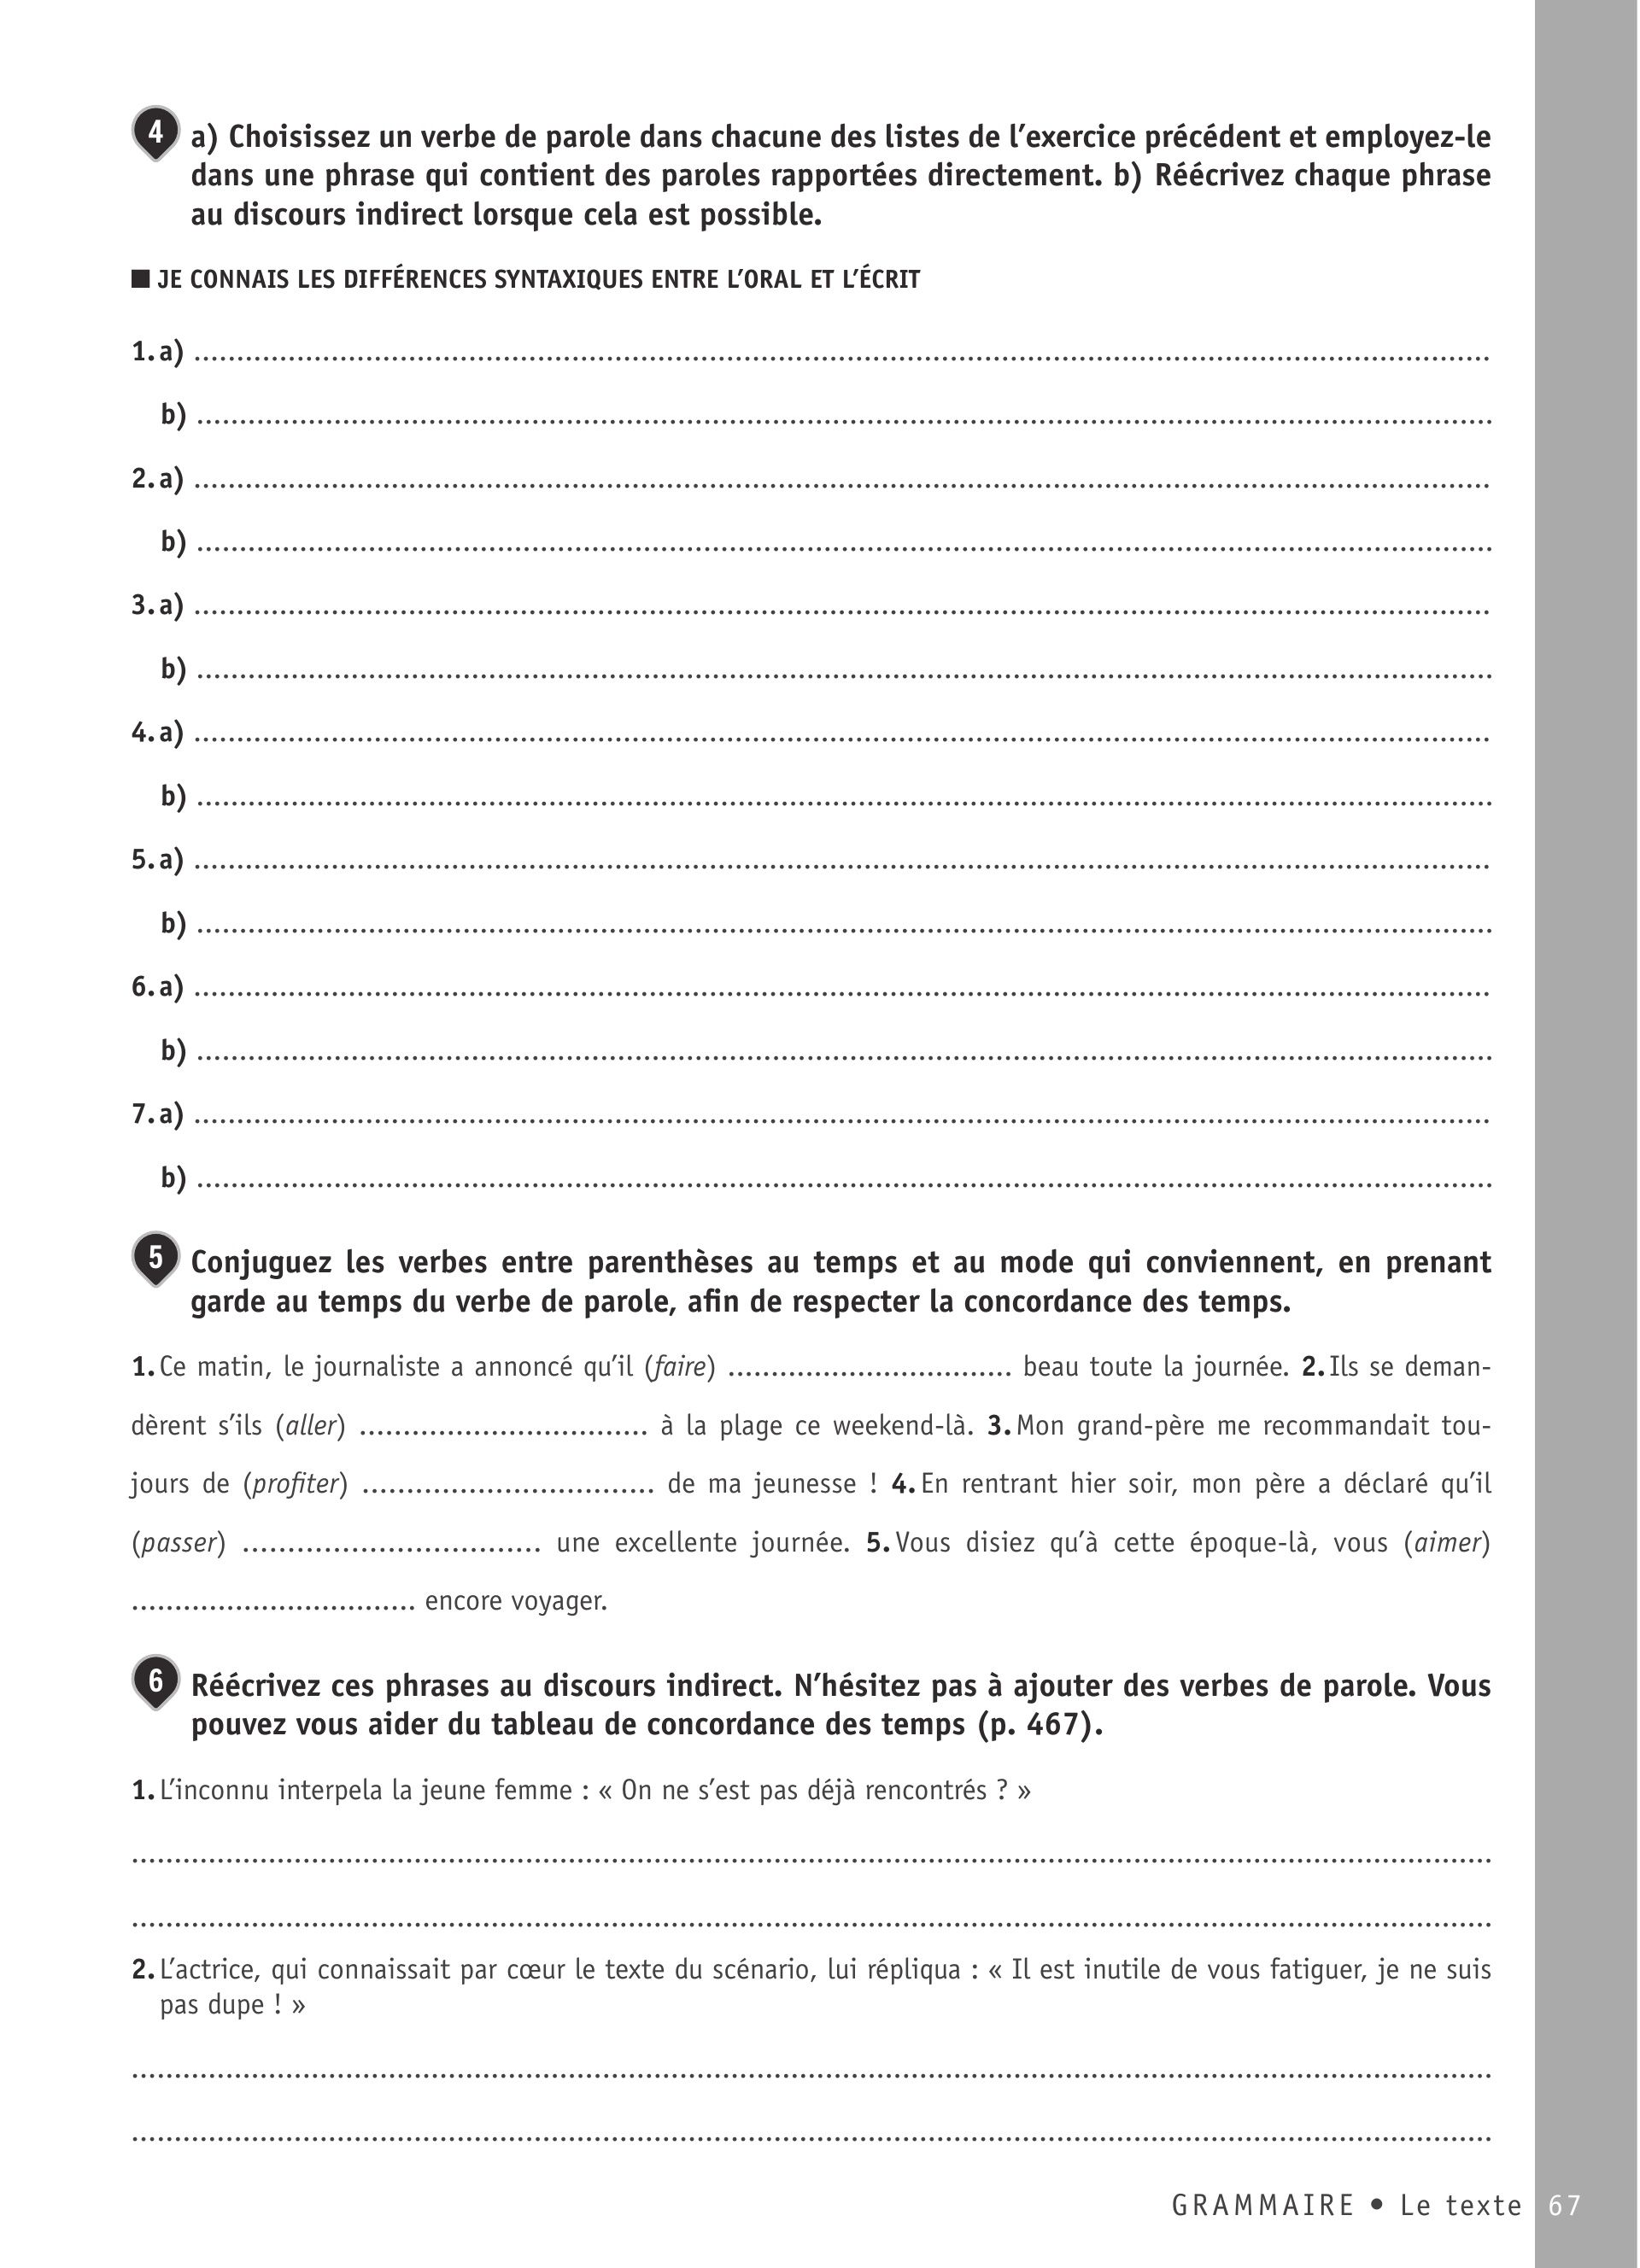 4 a) Choisissez un verbe de parole dans chacune des listes de l’exercice précédent et employez-le
dans une phrase qui contient des paroles rapportées directement. b) Réécrivez chaque phrase
au discours indirect lorsque cela est possible.
■ JE CONNAIS LES DIFFÉRENCES SYNTAXIQUES ENTRE L’ORAL ET L’ÉCRIT
1. a) ................................
b) ................................
2. a) ................................
b) ................................
3. a) ................................
b) ................................
4. a) ................................
b) ................................
5. a) ................................
b) ................................
6. a) ................................
b) ................................
7. a) ................................
b) ................................
5 Conjuguez les verbes entre parenthèses au temps et au mode qui conviennent, en prenant
garde au temps du verbe de parole, afin de respecter la concordance des temps.
1. Ce matin, le journaliste a annoncé qu’il (faire) ................................. beau toute la journée. 2. Ils se deman-
dèrent s’ils (aller) ................................. à la plage ce weekend-là. 3. Mon grand-père me recommandait tou-
jours de (profiter) ................................. de ma jeunesse ! 4. En rentrant hier soir, mon père a déclaré qu’il
(passer) ................................. une excellente journée. 5. Vous disiez qu’à cette époque-là, vous (aimer)
................................. encore voyager.
6 Réécrivez ces phrases au discours indirect. N’hésitez pas à ajouter des verbes de parole. Vous
pouvez vous aider du tableau de concordance des temps (p. 467).
1. L’inconnu interpela la jeune femme : « On ne s’est pas déjà rencontrés ? »
................................
................................
2. L’actrice, qui connaissait par cœur le texte du scénario, lui répliqua : « Il est inutile de vous fatiguer, je ne suis
pas dupe ! »
................................
................................
GRAMMAIRE • Le texte 67